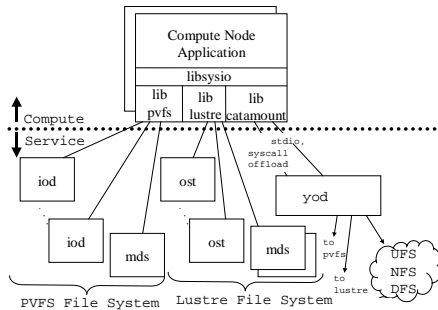 Compute Node
Application
libsysio
lib
pvfs
lib
lustre
lib
catamount
Compute
Service
stdio,
syscall
offload
iod
ost
yod
iod
mds
ost
mds
to
pvfs
to
lustre
UFS
NFS
DFS
PVFS File System
Lustre File System